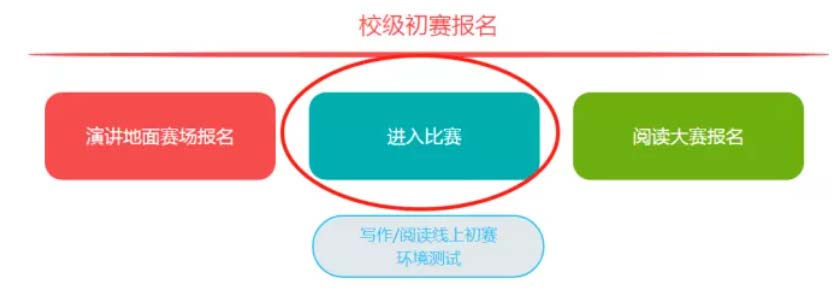 校级初赛报名
演讲地面赛场报名
进入比赛
阅读大赛报名
写作/阅读线上初赛
环境测试